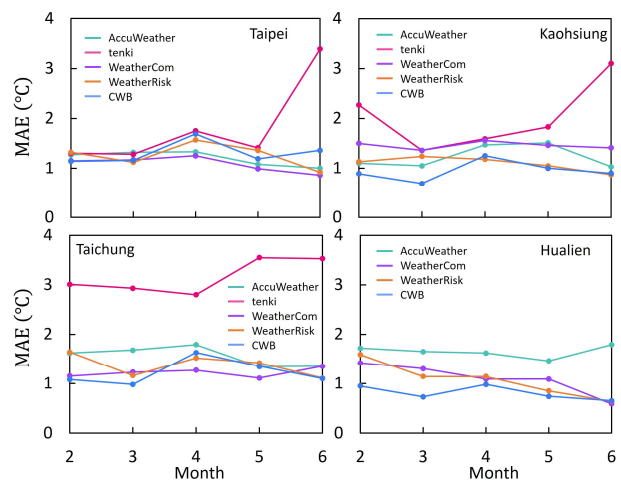 4
3
2
1
0
MAE (°C)
Taipei
AccuWeather
tenki
WeatherCom
WeatherRisk
CWB
4
3
2
1
0
Kaohsiung
AccuWeather
tenki
WeatherCom
WeatherRisk
CWB
4
3
2
1
0
MAE (°C)
Taichung
AccuWeather
tenki
WeatherCom
WeatherRisk
CWB
2 3 4 5 6
Month
4
3
2
1
0
Hualien
AccuWeather
WeatherCom
WeatherRisk
CWB
2 3 4 5 6
Month